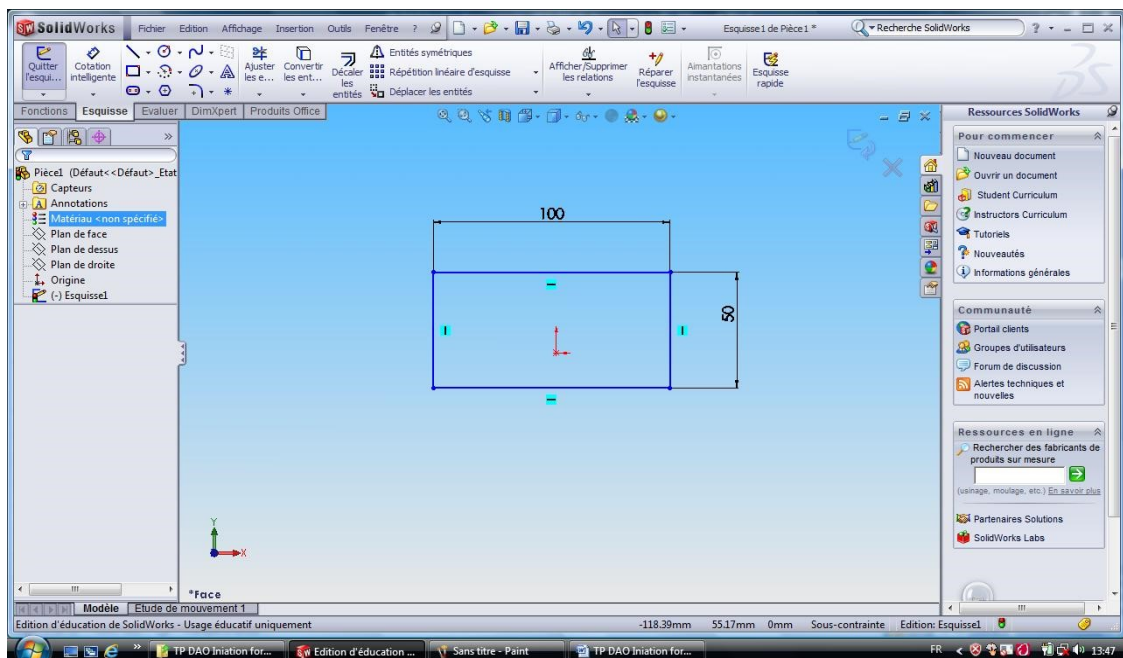 SolidWorks Fichier Edition Affichage Insertion Outils Fenêtre ? Esquisse1 de Pièce1 * Recherche SolidWorks ?
Quitter l'esqui...
Cotation intelligente
Ajuster les e...
Convertir les ent...
Décaler les entités
Entités symétriques
Répétition linéaire d'esquisse
Déplacer les entités
Afficher/Supprimer les relations
Réparer l'esquisse
Aimantations instantanées
Esquisse rapide
Fonctions Esquisse Evaluer DimXpert Produits Office
Pièce1 (Défaut<<Défaut>_Etat
Capteurs
Annotations
Matériau <non spécifié>
Plan de face
Plan de dessus
Plan de droite
Origine
(-) Esquisse1
100
50
Y
X
*Face
Ressources SolidWorks
Pour commencer
Nouveau document
Ouvrir un document
Student Curriculum
Instructors Curriculum
Tutoriels
Nouveautés
Informations générales
Communauté
Portail clients
Groupes d'utilisateurs
Forum de discussion
Alertes techniques et
nouvelles
Ressources en ligne
Rechercher des fabricants de
produits sur mesure
(usinage, moulage, etc.) En savoir plus
Partenaires Solutions
SolidWorks Labs
Modèle Etude de mouvement 1
Edition d'éducation de SolidWorks - Usage éducatif uniquement -118.39mm 55.17mm 0mm Sous-contrainte Edition: Esquisse1
TP DAO Iniation for... Edition d'éducation ... Sans titre - Paint TP DAO Iniation for... FR 13:47